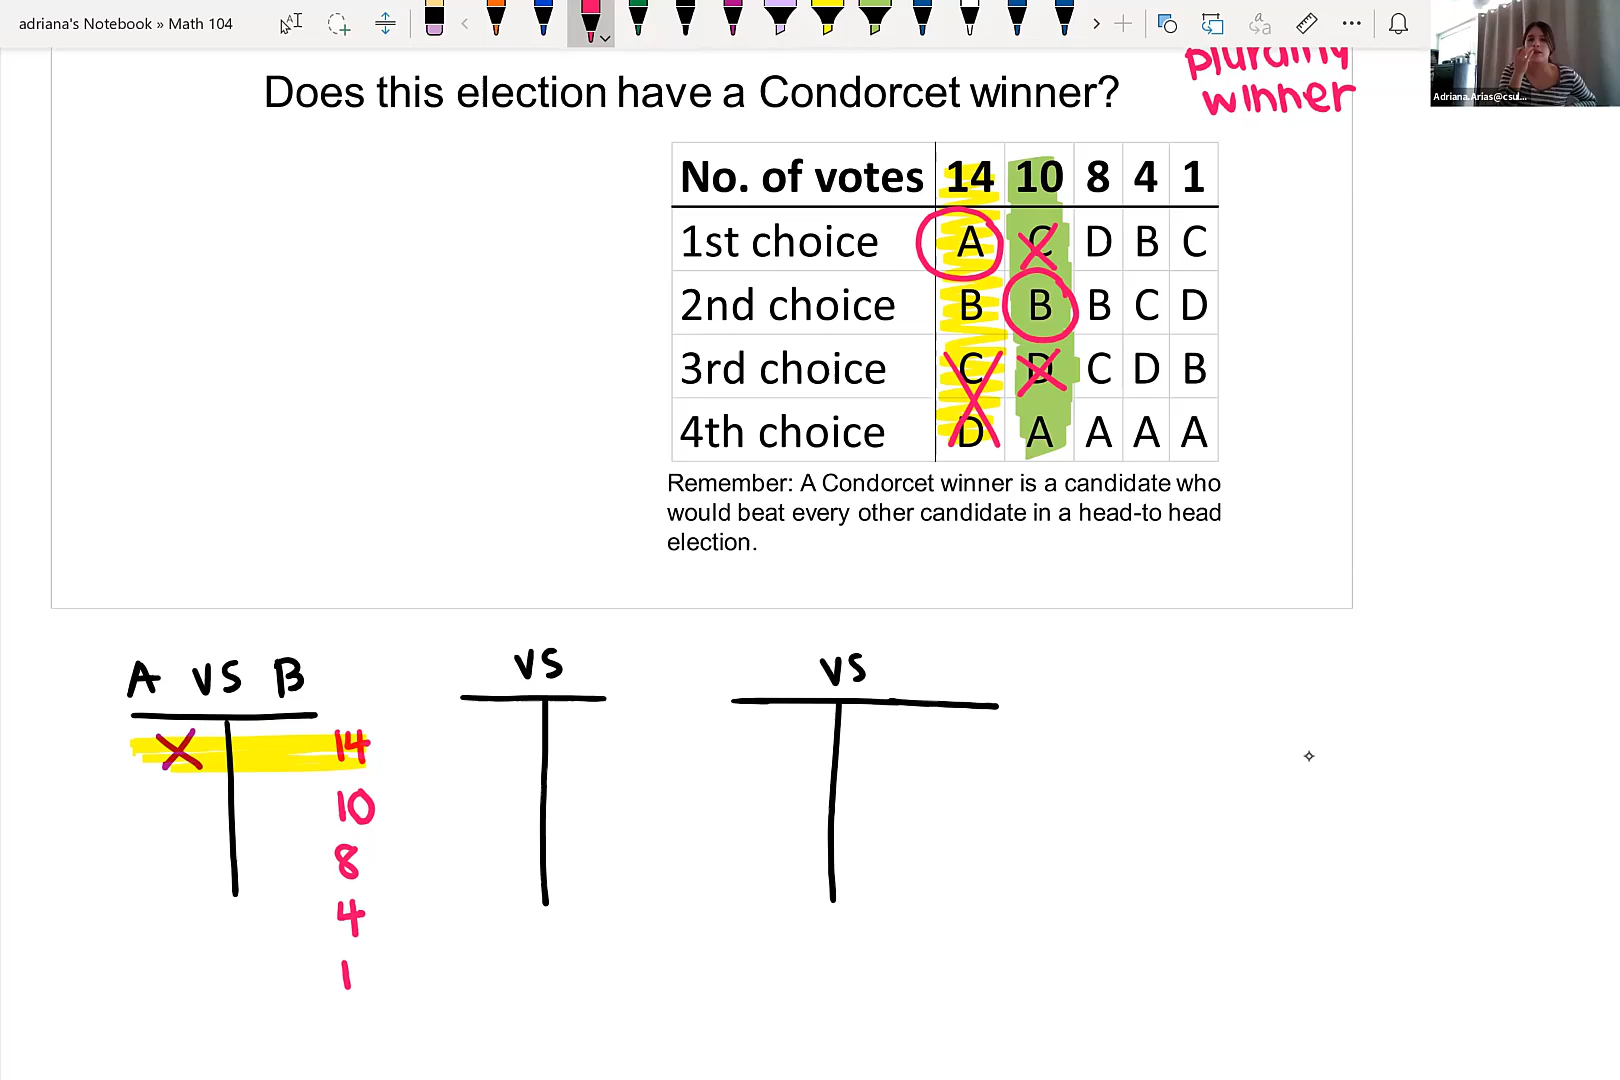 adriana's Notebook » Math 104
plurality
winner
Adriana.Arias@csul...
Does this election have a Condorcet winner?
No. of votes 14 10 8 4 1
1st choice A C D B C
2nd choice B B B C D
3rd choice C D C D B
4th choice D A A A A
Remember: A Condorcet winner is a candidate who
would beat every other candidate in a head-to head
election.
A vs B
vs
vs
X 14
10
8
4
1